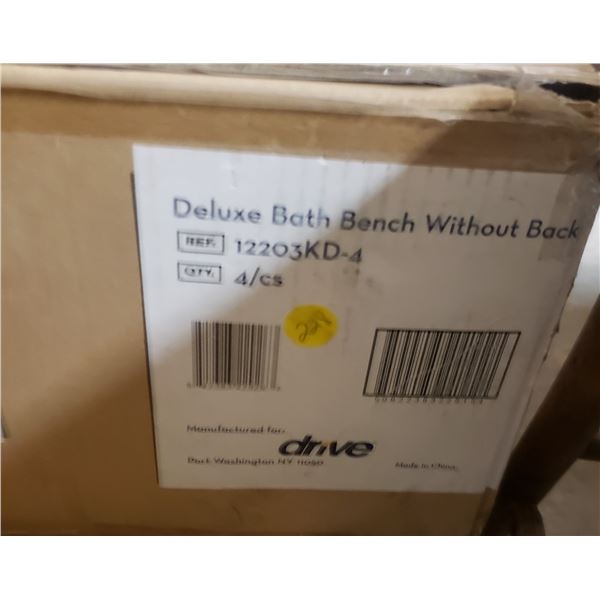 Deluxe Bath Bench Without Back
REF. 12203KD-4
QTY. 4/cs
Manufactured for:
drive
Port Washington NY 11050
Made in China